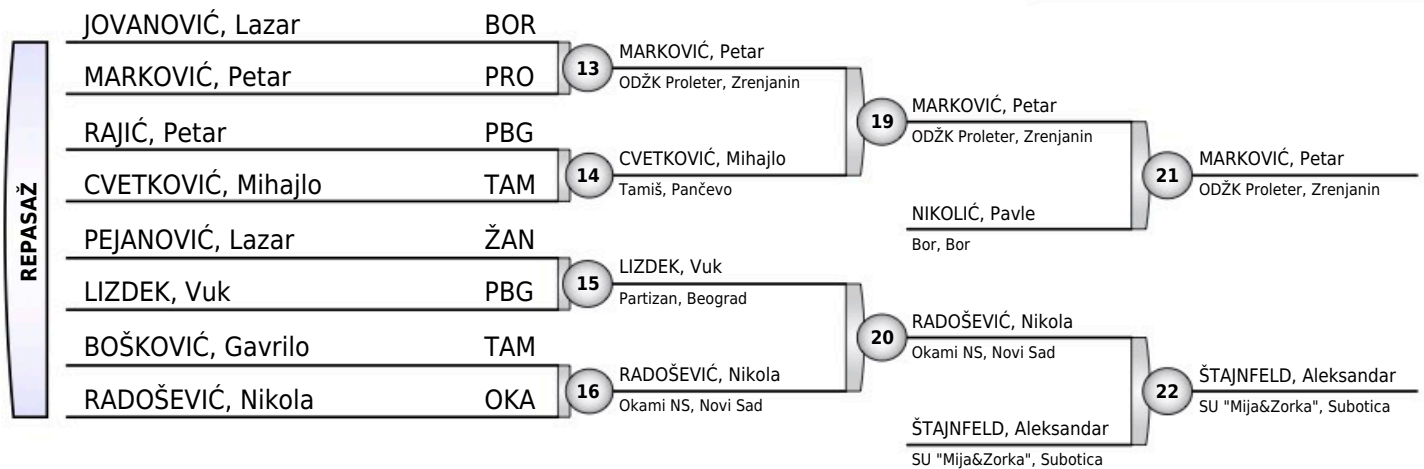 REPASAŽ
JOVANOVIĆ, Lazar BOR
MARKOVIĆ, Petar PRO
13
MARKOVIĆ, Petar
ODŽK Proleter, Zrenjanin
RAJIĆ, Petar PBG
CVETKOVIĆ, Mihajlo TAM
14
CVETKOVIĆ, Mihajlo
Tamiš, Pančevo
PEJANOVIĆ, Lazar ŽAN
LIZDEK, Vuk PBG
15
LIZDEK, Vuk
Partizan, Beograd
BOŠKOVIĆ, Gavrilo TAM
RADOŠEVIĆ, Nikola OKA
16
RADOŠEVIĆ, Nikola
Okami NS, Novi Sad
19
MARKOVIĆ, Petar
ODŽK Proleter, Zrenjanin
NIKOLIĆ, Pavle
Bor, Bor
20
RADOŠEVIĆ, Nikola
Okami NS, Novi Sad
ŠTAJNFELD, Aleksandar
SU "Mija&Zorka", Subotica
21
MARKOVIĆ, Petar
ODŽK Proleter, Zrenjanin
22
ŠTAJNFELD, Aleksandar
SU "Mija&Zorka", Subotica